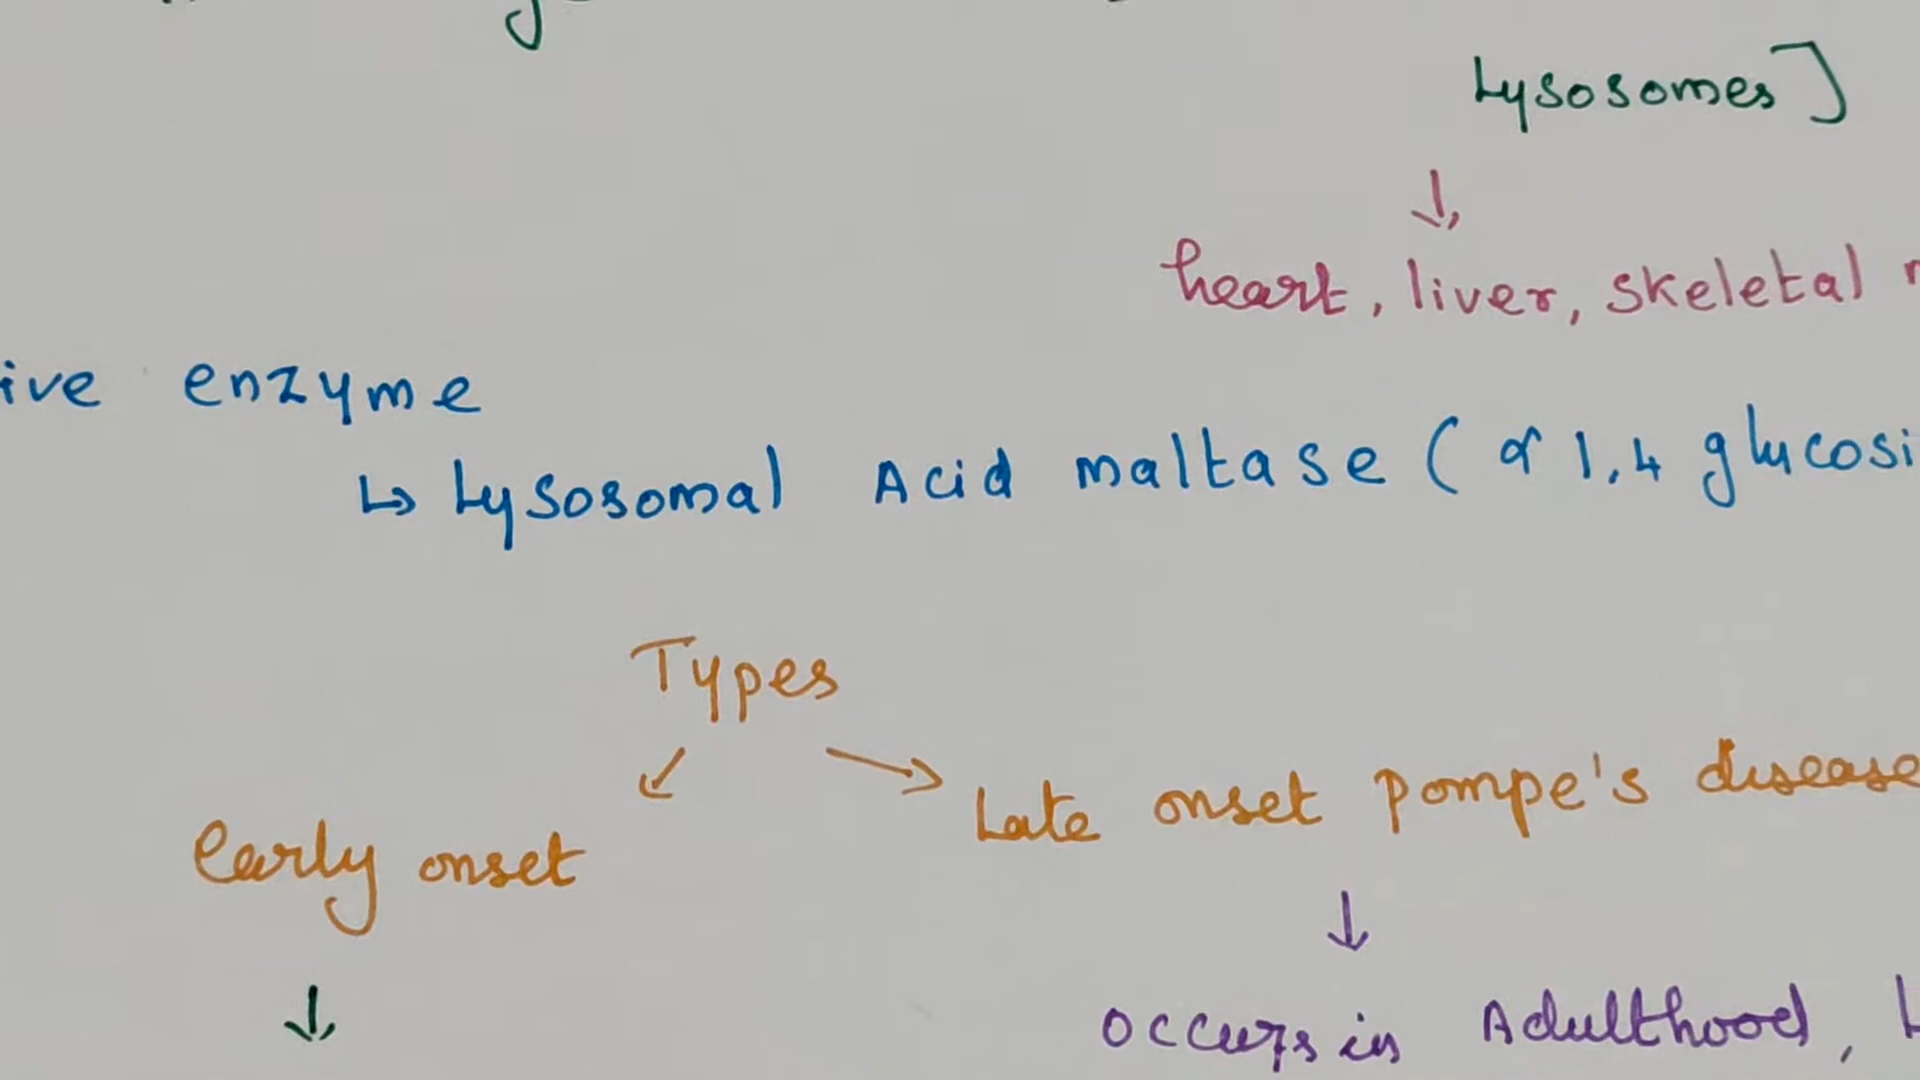 Lysosomes]
↓
heart, liver, skeletal
ive enzyme
↳ Lysosomal Acid maltase (α 1,4 glucosi
Types
↙ ↘
Early onset
Late onset pompe's disease
↓
↓
Occurs in Adulthood,